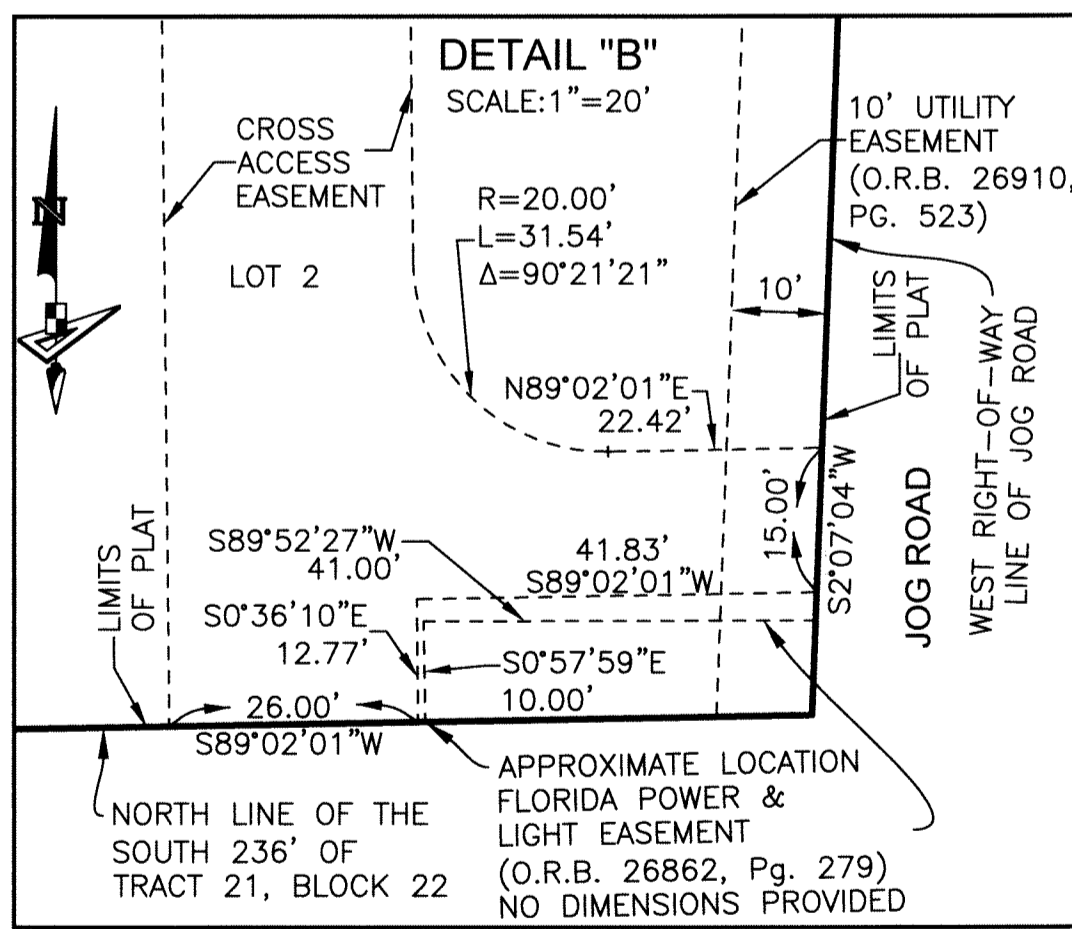 DETAIL "B"
SCALE:1"=20'
CROSS
ACCESS
EASEMENT
10' UTILITY
EASEMENT
(O.R.B. 26910,
PG. 523)
N
LOT 2
R=20.00'
L=31.54'
Δ=90°21'21"
10'
LIMITS
OF PLAT
WEST RIGHT-OF-WAY
LINE OF JOG ROAD
JOG ROAD
N89°02'01"E
22.42'
15.00'
S2°07'04"W
LIMITS
OF PLAT
S89°52'27"W
41.00'
41.83'
S89°02'01"W
S0°36'10"E
12.77'
S0°57'59"E
10.00'
26.00'
S89°02'01"W
NORTH LINE OF THE
SOUTH 236' OF
TRACT 21, BLOCK 22
APPROXIMATE LOCATION
FLORIDA POWER &
LIGHT EASEMENT
(O.R.B. 26862, Pg. 279)
NO DIMENSIONS PROVIDED